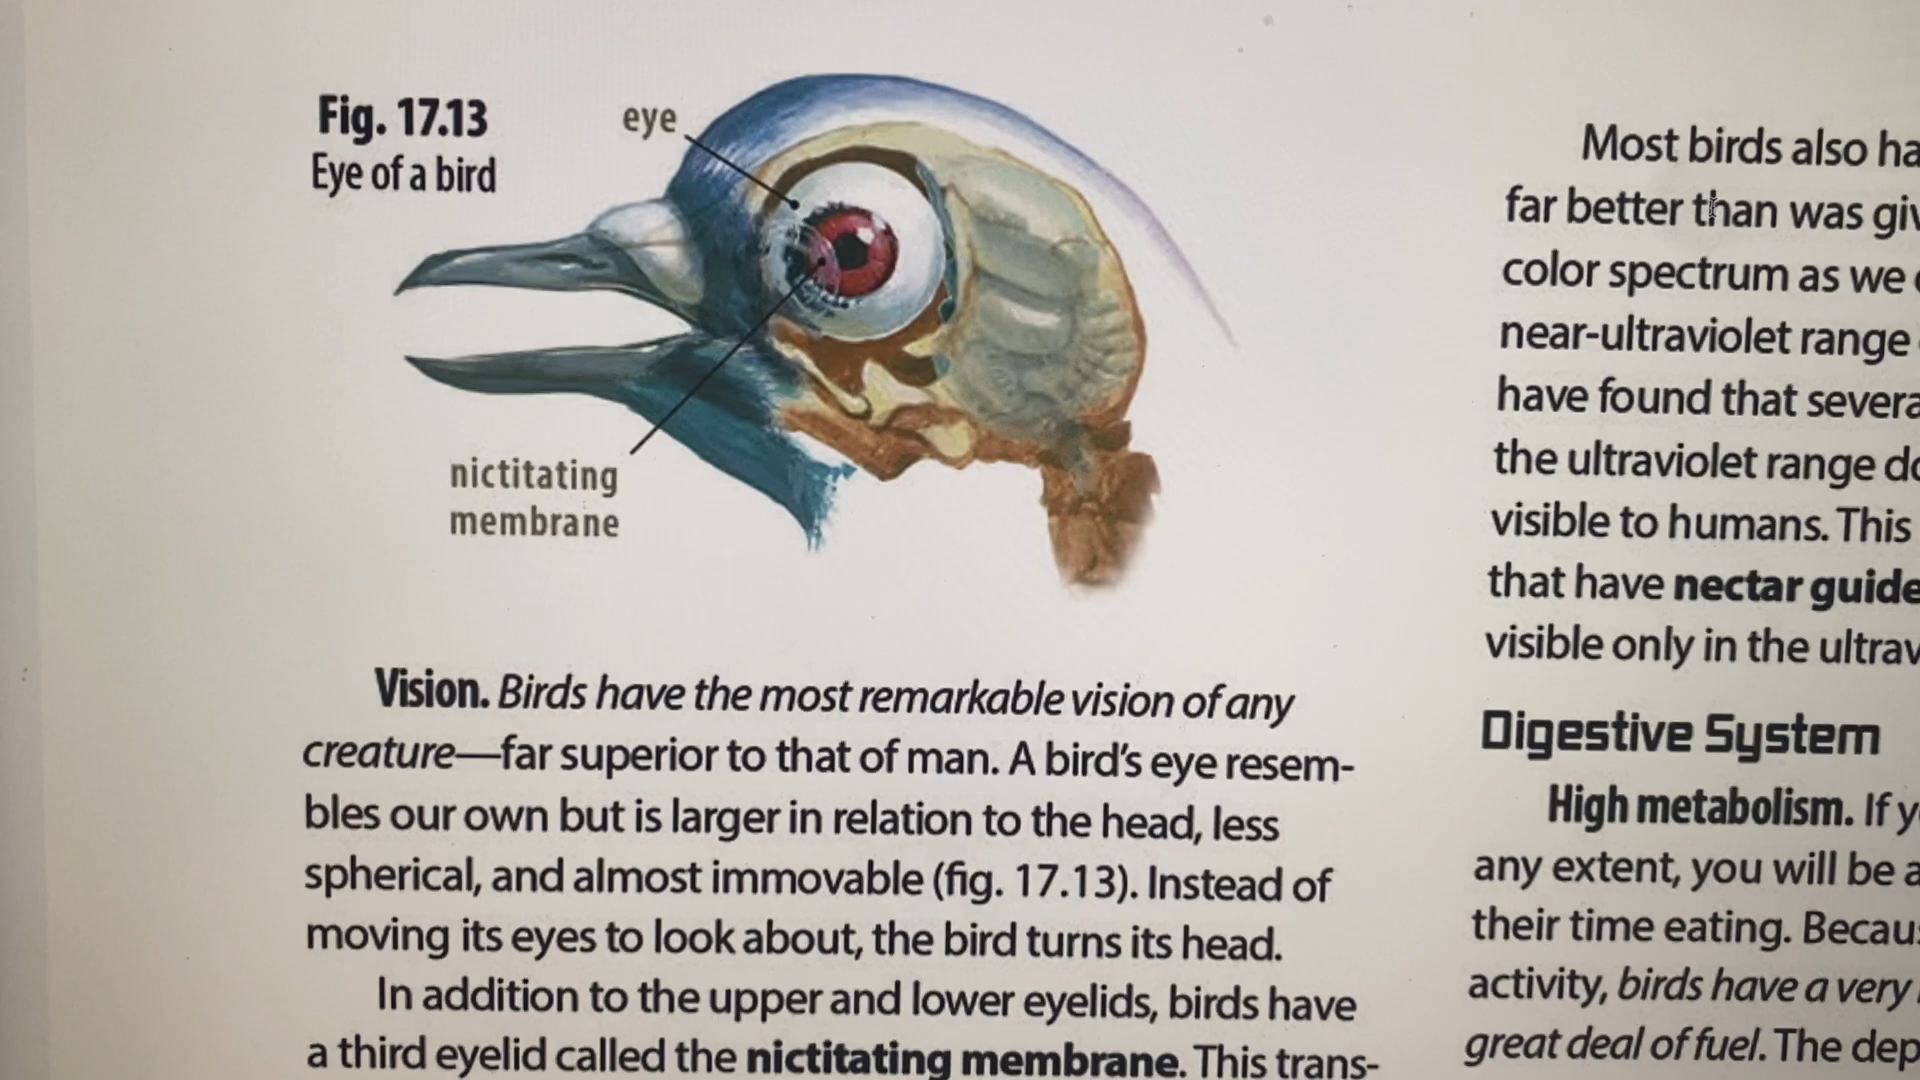 Fig. 17.13
Eye of a bird
eye
nictitating
membrane
Vision. Birds have the most remarkable vision of any
creature—far superior to that of man. A bird's eye resem-
bles our own but is larger in relation to the head, less
spherical, and almost immovable (fig. 17.13). Instead of
moving its eyes to look about, the bird turns its head.
In addition to the upper and lower eyelids, birds have
a third eyelid called the nictitating membrane. This trans-
Most birds also ha
far better than was giv
color spectrum as we
near-ultraviolet range
have found that severa
the ultraviolet range do
visible to humans. This
that have nectar guide
visible only in the ultrav
Digestive System
High metabolism. If y
any extent, you will be a
their time eating. Becaus
activity, birds have a very
great deal of fuel. The dep